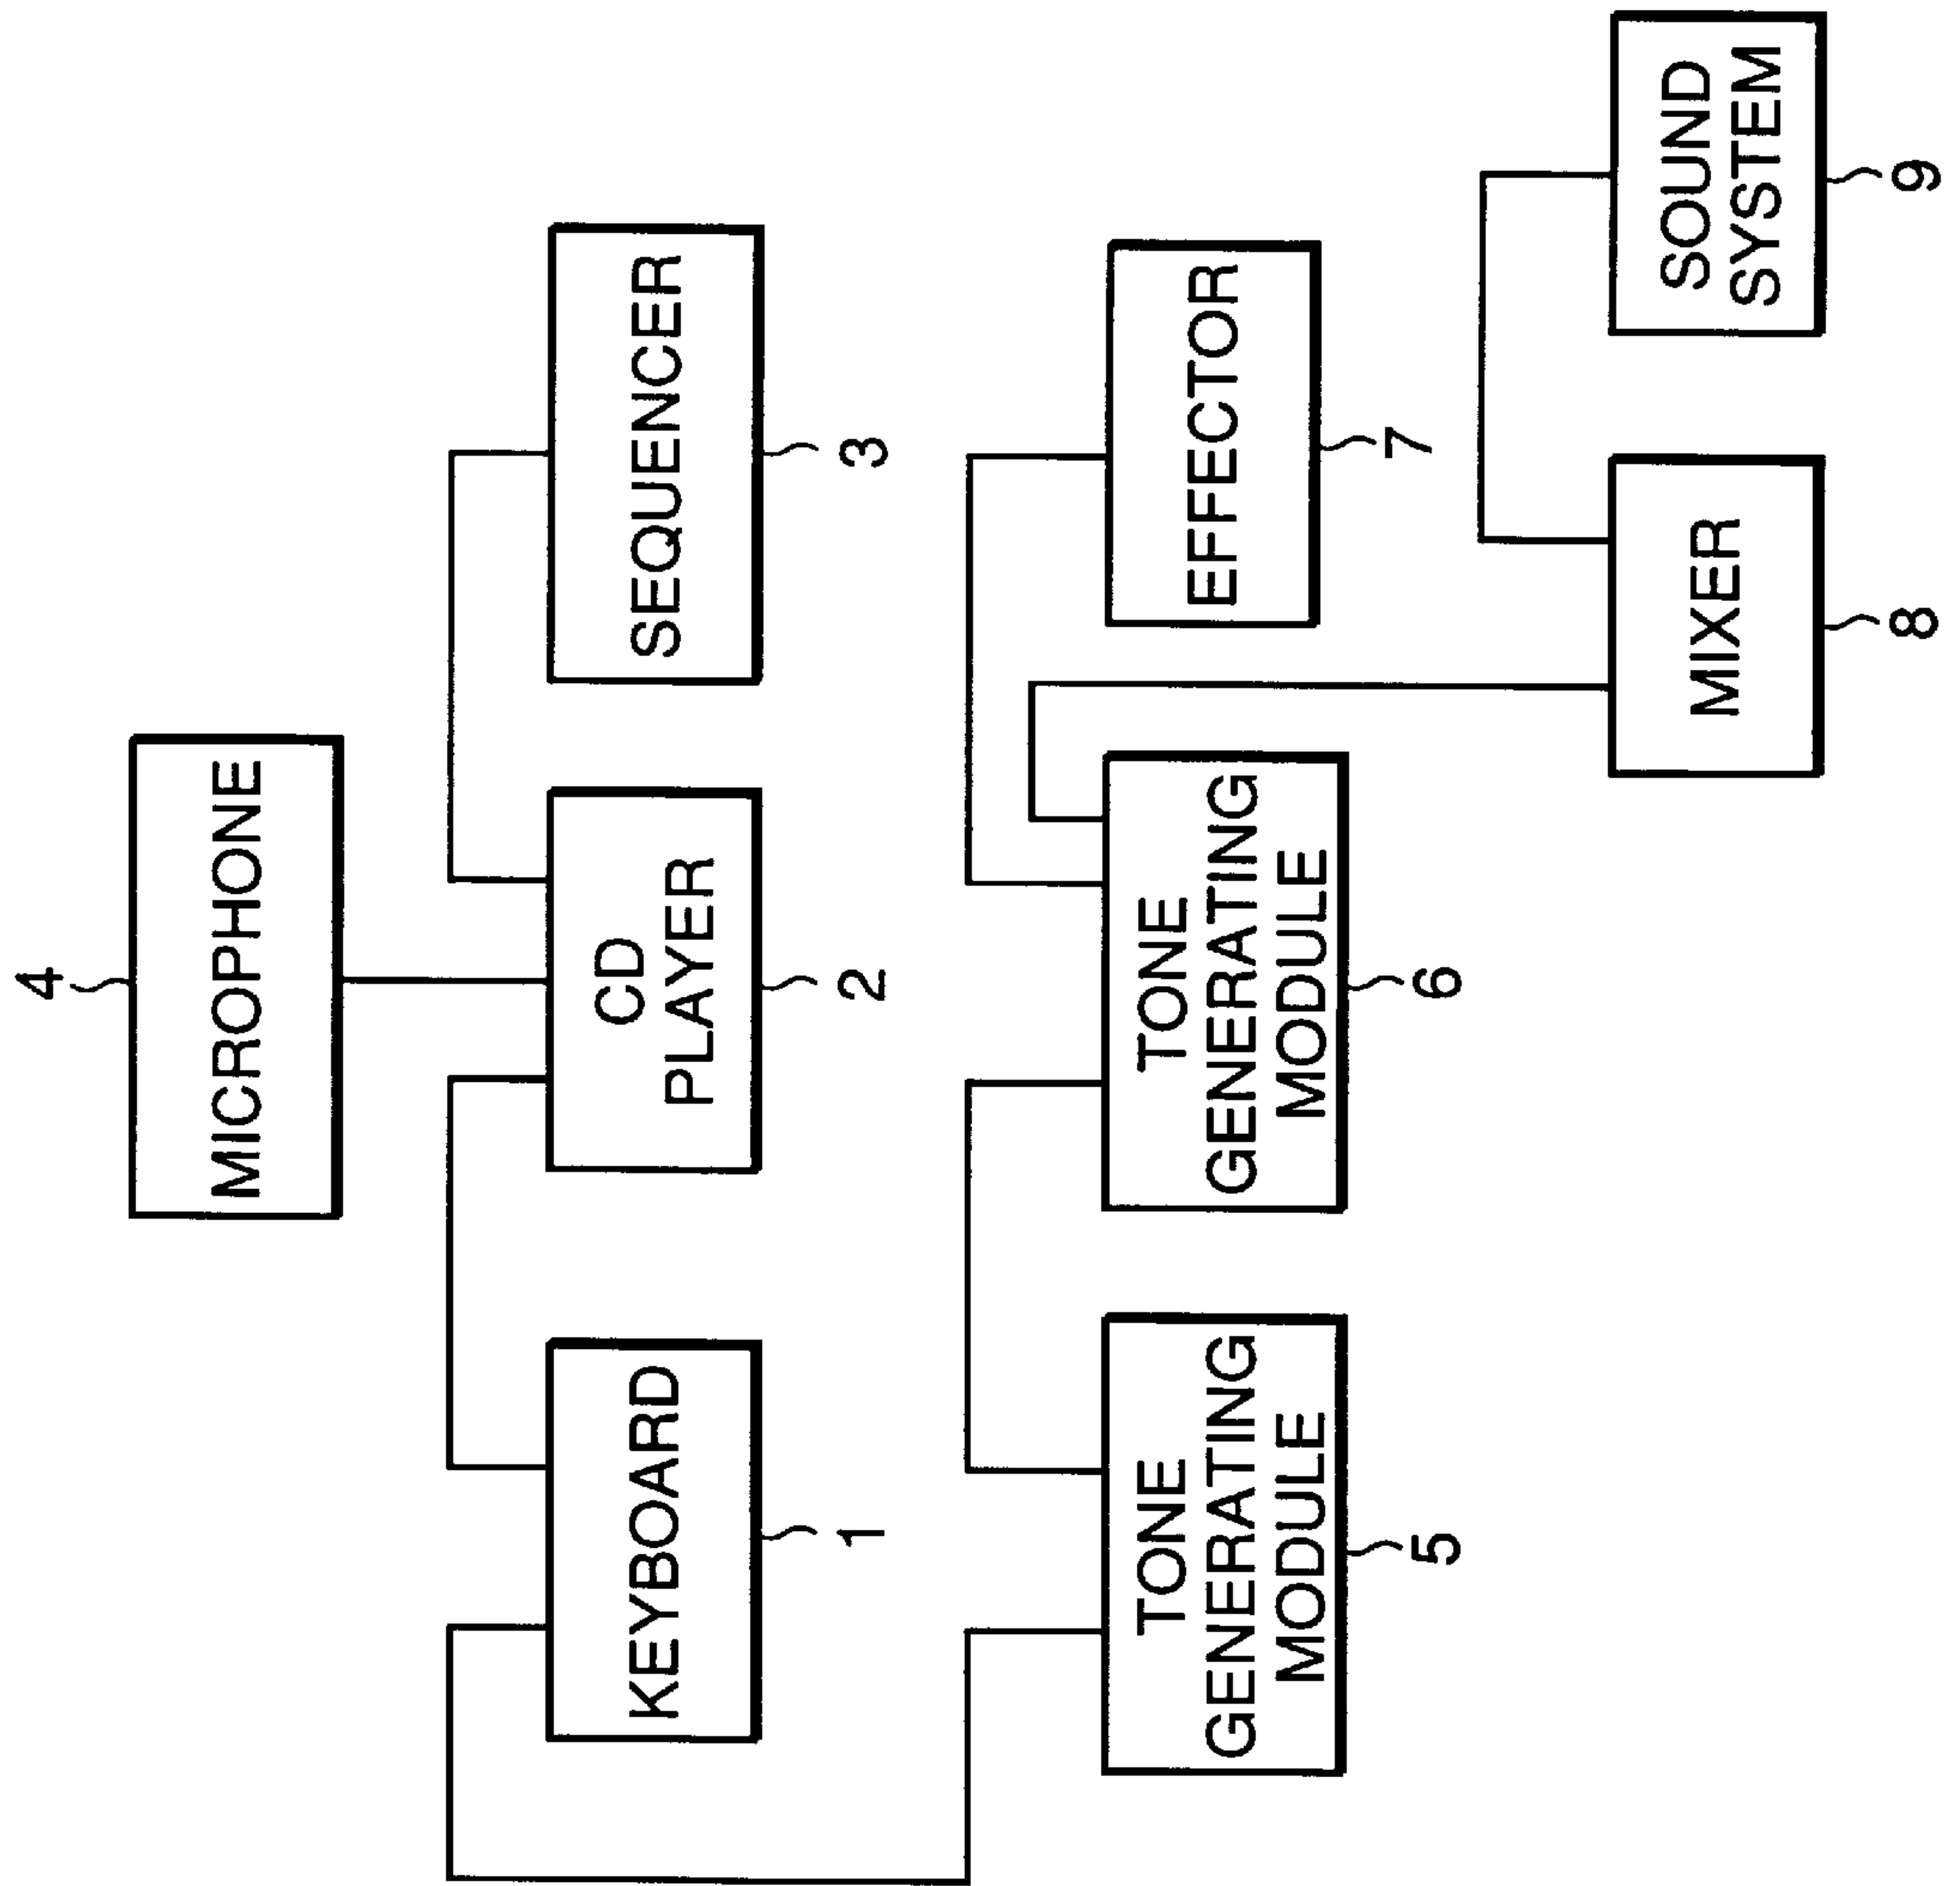 4
MICROPHONE
KEYBOARD
1
CD
PLAYER
2
SEQUENCER
3
TONE
GENERATING
MODULE
5
TONE
GENERATING
MODULE
6
EFFECTOR
7
MIXER
8
SOUND
SYSTEM
9